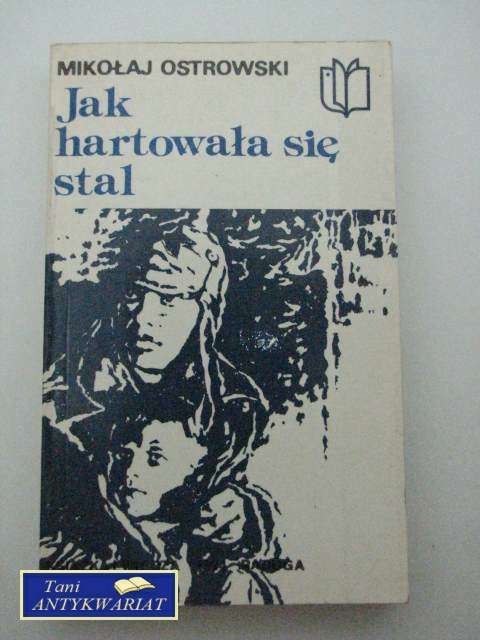 MIKOŁAJ OSTROWSKI
Jak
hartowała się
stal
Tani
ANTYKWARIAT